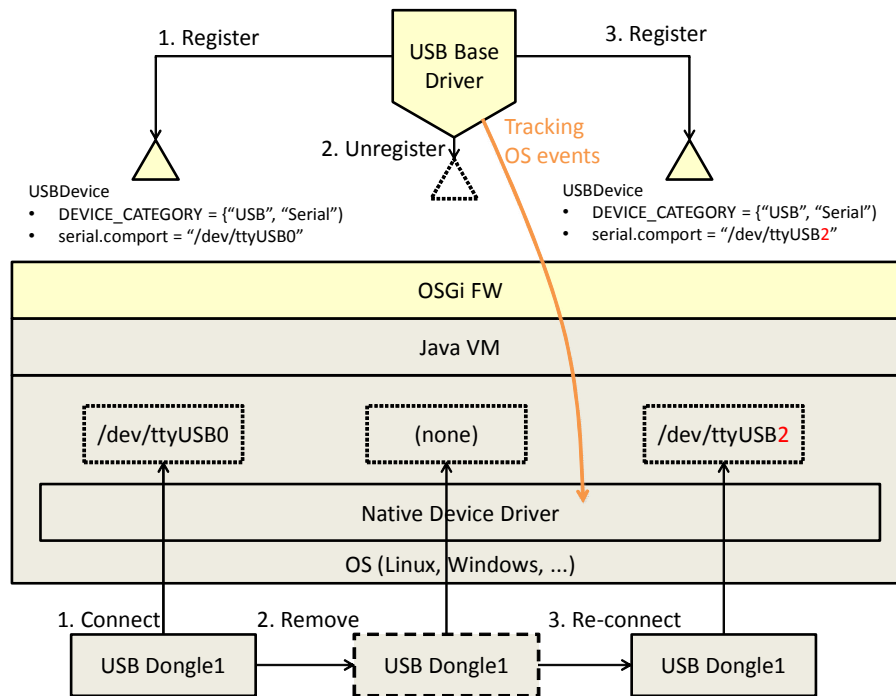 1. Register
USB Base
Driver
3. Register
2. Unregister
Tracking
OS events
USBDevice
• DEVICE_CATEGORY = {“USB”, “Serial”)
• serial.comport = “/dev/ttyUSB0”
USBDevice
• DEVICE_CATEGORY = {“USB”, “Serial”)
• serial.comport = “/dev/ttyUSB2”
OSGi FW
Java VM
/dev/ttyUSB0
(none)
/dev/ttyUSB2
Native Device Driver
OS (Linux, Windows, ...)
1. Connect
2. Remove
3. Re-connect
USB Dongle1
USB Dongle1
USB Dongle1